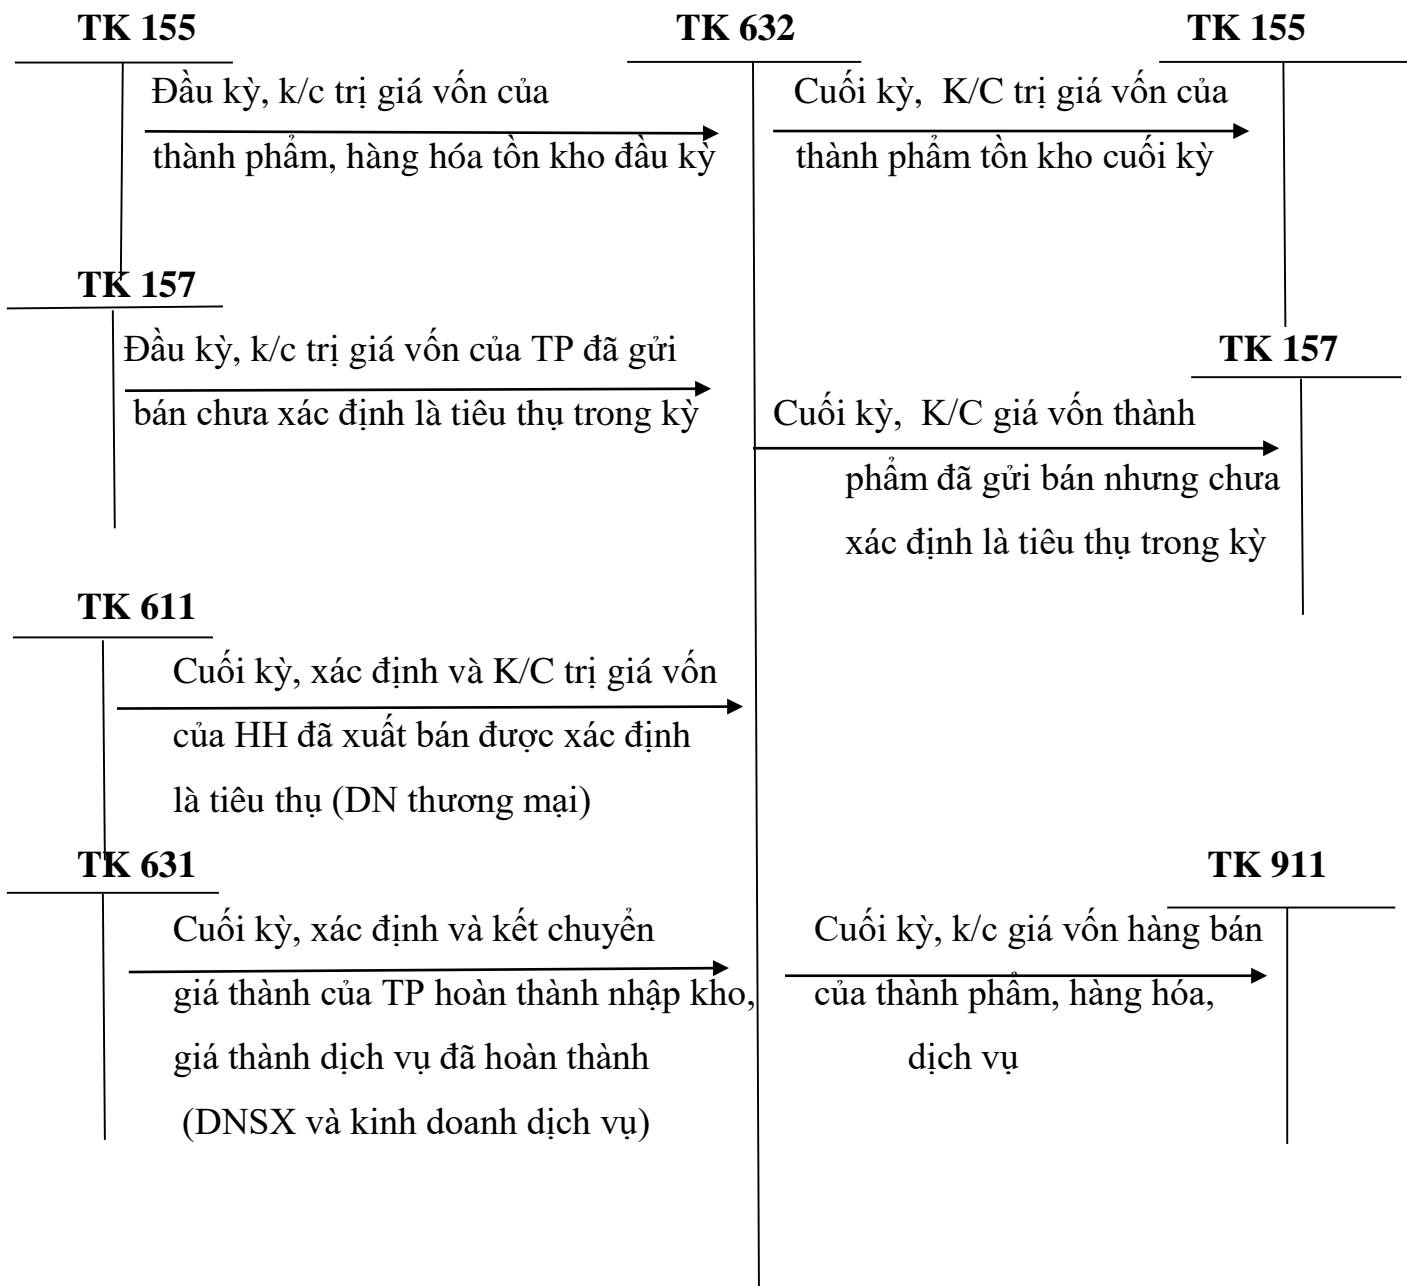 TK 155
TK 632
TK 155
Đầu kỳ, k/c trị giá vốn của
thành phẩm, hàng hóa tồn kho đầu kỳ
Cuối kỳ, K/C trị giá vốn của
thành phẩm tồn kho cuối kỳ
TK 157
Đầu kỳ, k/c trị giá vốn của TP đã gửi
bán chưa xác định là tiêu thụ trong kỳ
TK 157
Cuối kỳ, K/C giá vốn thành
phẩm đã gửi bán nhưng chưa
xác định là tiêu thụ trong kỳ
TK 611
Cuối kỳ, xác định và K/C trị giá vốn
của HH đã xuất bán được xác định
là tiêu thụ (DN thương mại)
TK 631
Cuối kỳ, xác định và kết chuyển
giá thành của TP hoàn thành nhập kho,
giá thành dịch vụ đã hoàn thành
(DNSX và kinh doanh dịch vụ)
TK 911
Cuối kỳ, k/c giá vốn hàng bán
của thành phẩm, hàng hóa,
dịch vụ